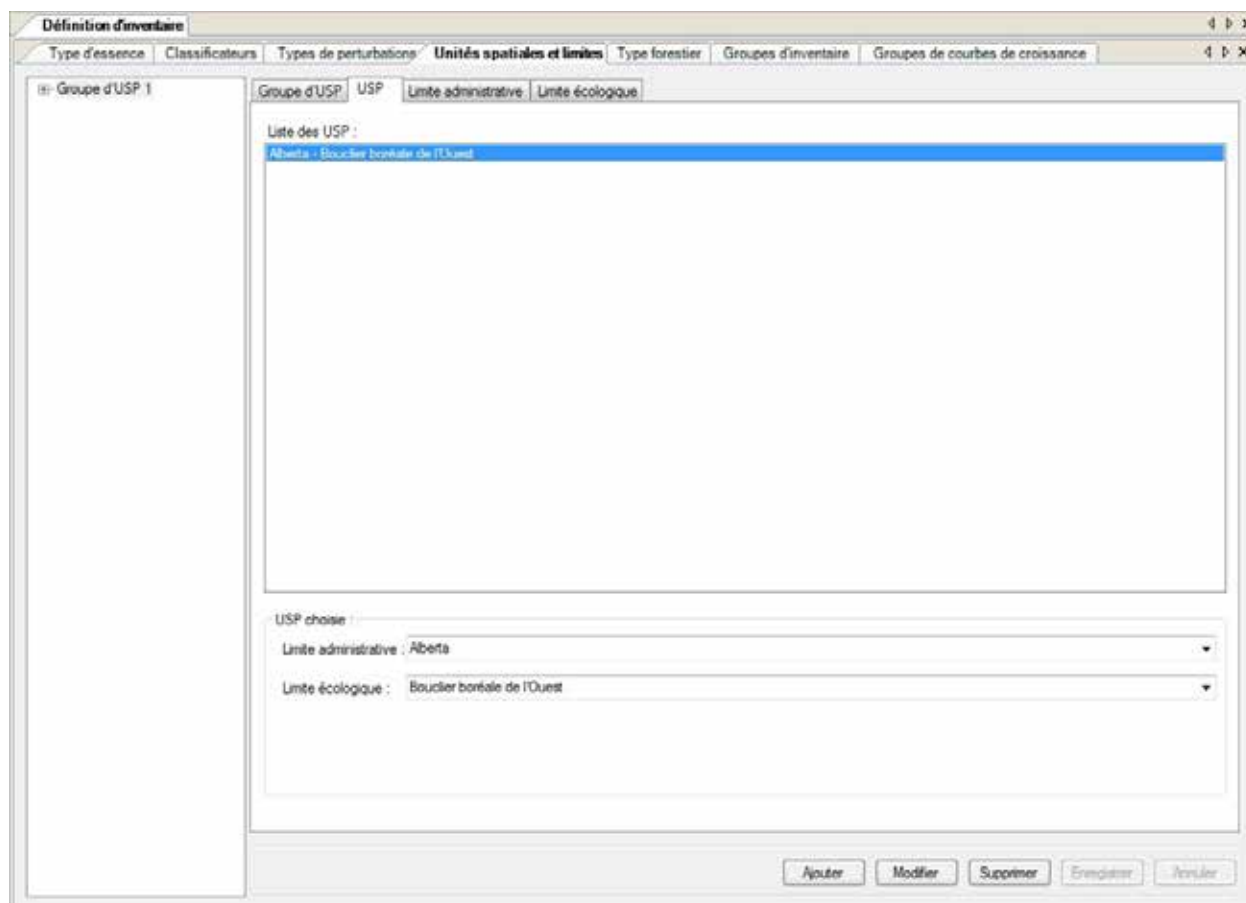 Définition d'inventaire
Type d'essence Classificateurs Types de perturbations Unités spatiales et limites Type forestier Groupes d'inventaire Groupes de courbes de croissance
Groupe d'USP 1
Groupe d'USP USP Limite administrative Limite écologique
Liste des USP :
Alberta - Bouclier boréale de l'Ouest
USP choisie :
Limite administrative : Alberta
Limite écologique : Bouclier boréale de l'Ouest
Ajouter Modifier Supprimer Enregistrer Annuler